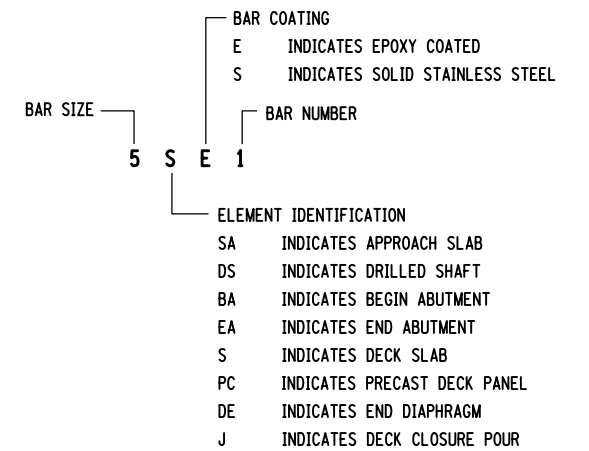 BAR COATING
E INDICATES EPOXY COATED
S INDICATES SOLID STAINLESS STEEL
BAR SIZE
BAR NUMBER
5 S E 1
ELEMENT IDENTIFICATION
SA INDICATES APPROACH SLAB
DS INDICATES DRILLED SHAFT
BA INDICATES BEGIN ABUTMENT
EA INDICATES END ABUTMENT
S INDICATES DECK SLAB
PC INDICATES PRECAST DECK PANEL
DE INDICATES END DIAPHRAGM
J INDICATES DECK CLOSURE POUR